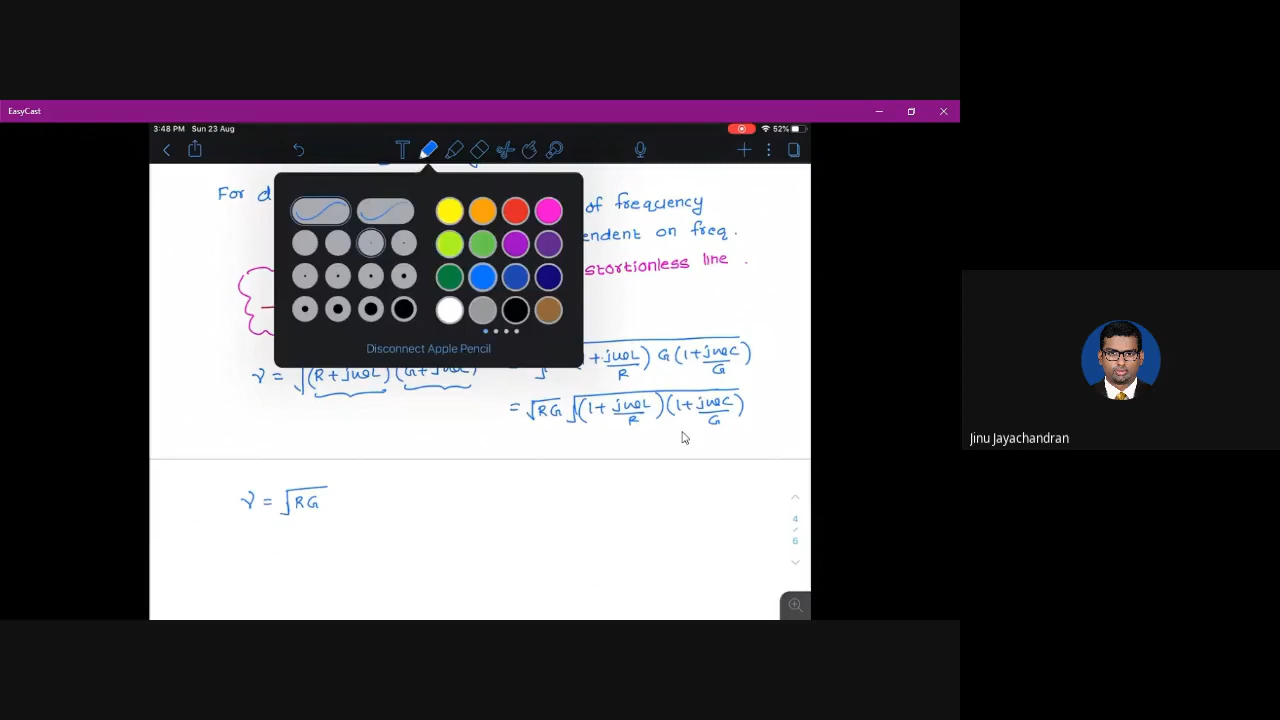 EasyCast
3:48 PM Sun 23 Aug
52%
T
For d
of frequency
endent on freq.
stortionless line.
Disconnect Apple Pencil
+ jωL/R) G(1 + jωC/G)
γ = √(R + jωL)(G + jωC)
= √RG √(1 + jωL/R)(1 + jωC/G)
γ = √RG
4
6
Jinu Jayachandran